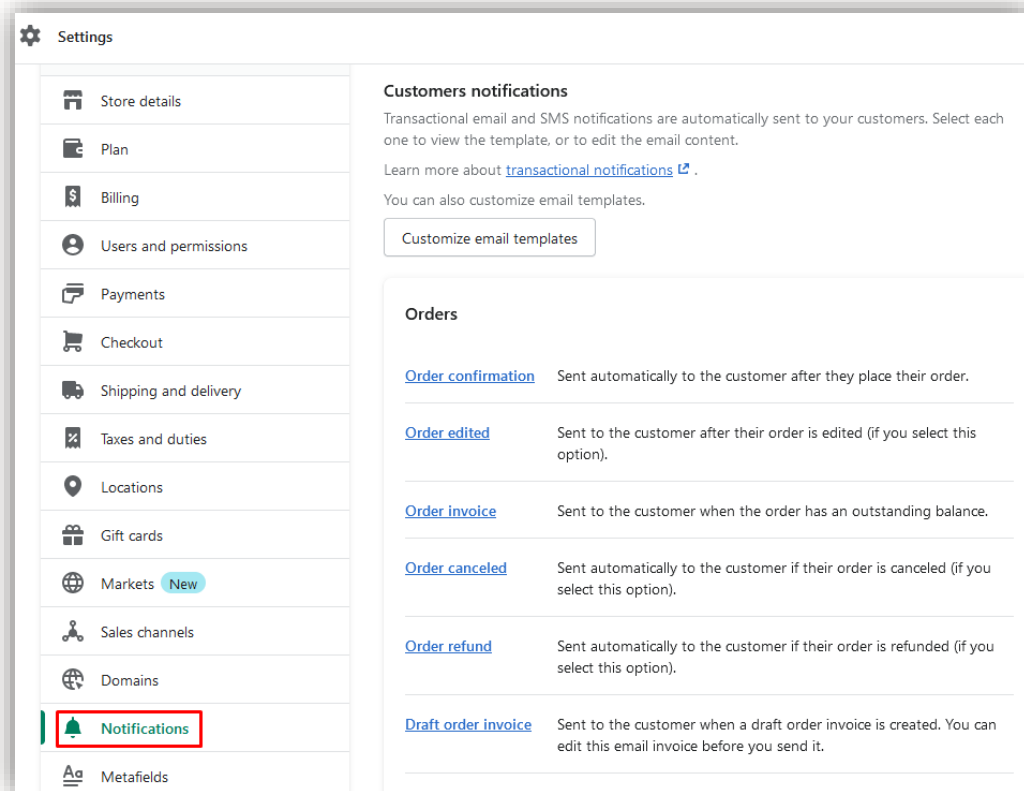 Settings
Store details
Plan
Billing
Users and permissions
Payments
Checkout
Shipping and delivery
Taxes and duties
Locations
Gift cards
Markets New
Sales channels
Domains
Notifications
Metafields
Customers notifications
Transactional email and SMS notifications are automatically sent to your customers. Select each
one to view the template, or to edit the email content.
Learn more about transactional notifications .
You can also customize email templates.
Customize email templates
Orders
Order confirmation Sent automatically to the customer after they place their order.
Order edited Sent to the customer after their order is edited (if you select this
option).
Order invoice Sent to the customer when the order has an outstanding balance.
Order canceled Sent automatically to the customer if their order is canceled (if you
select this option).
Order refund Sent automatically to the customer if their order is refunded (if you
select this option).
Draft order invoice Sent to the customer when a draft order invoice is created. You can
edit this email invoice before you send it.